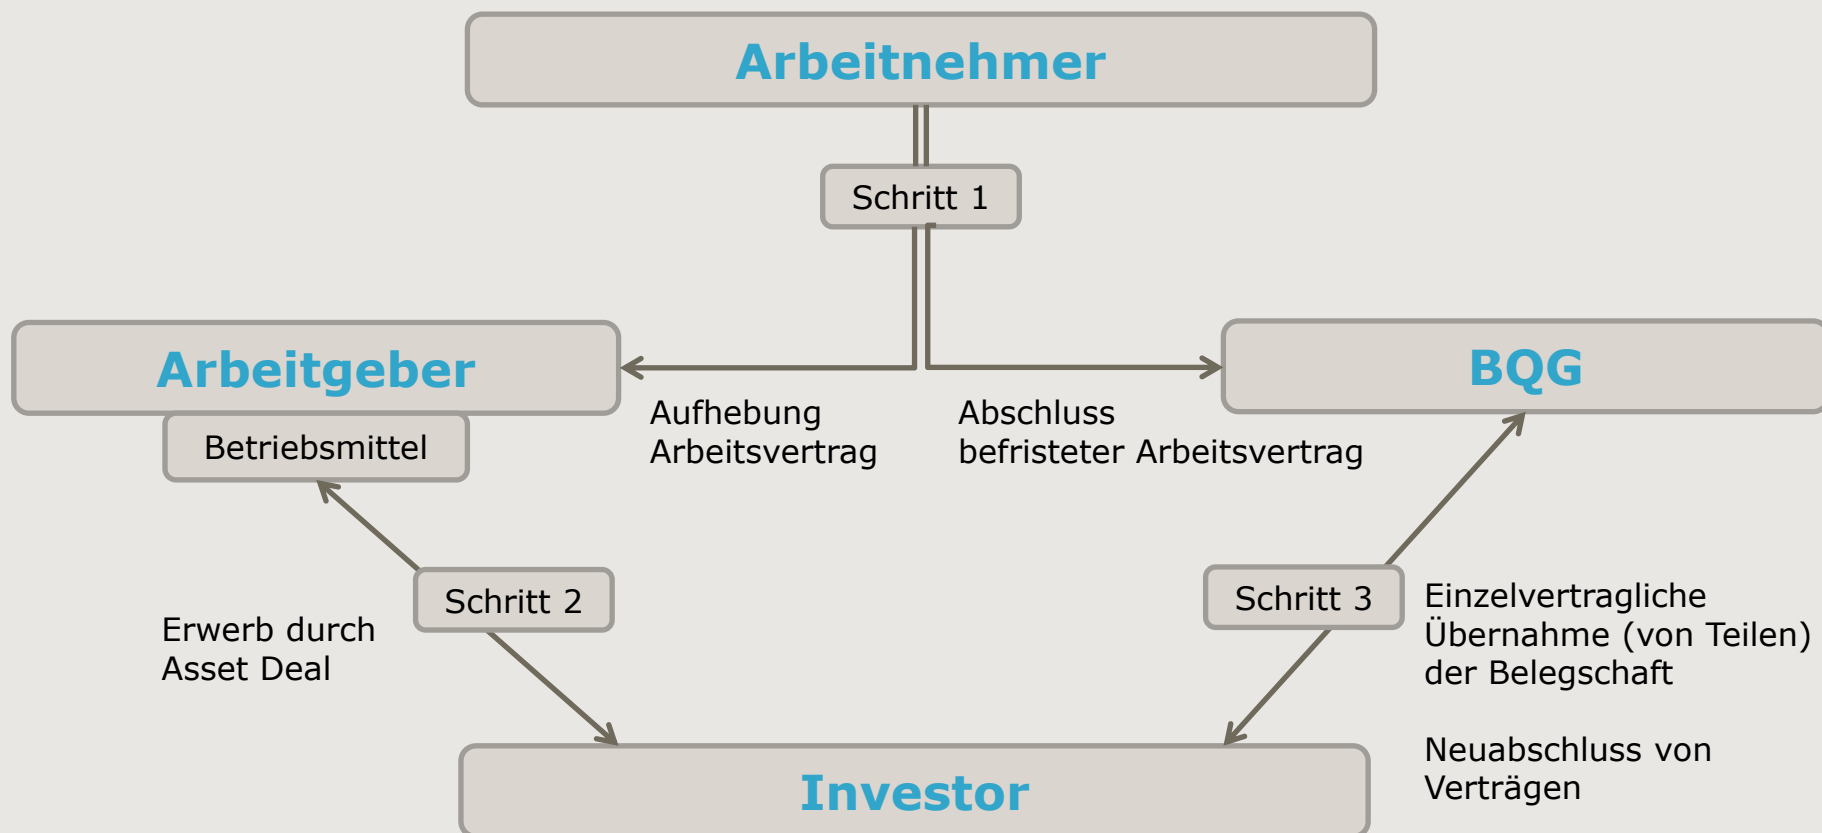 Arbeitnehmer
Schritt 1
Arbeitgeber
BQG
Betriebsmittel
Aufhebung
Arbeitsvertrag
Abschluss
befristeter Arbeitsvertrag
Schritt 2
Erwerb durch
Asset Deal
Schritt 3
Einzelvertragliche
Übernahme (von Teilen)
der Belegschaft
Neuabschluss von
Verträgen
Investor